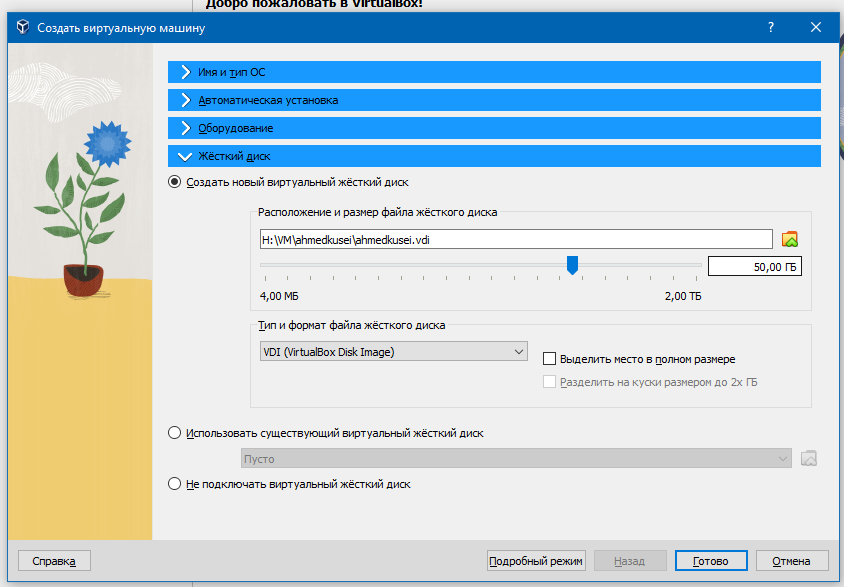 Добро пожаловать в VirtualBox!
Создать виртуальную машину
?
Имя и тип ОС
Автоматическая установка
Оборудование
Жёсткий диск
Создать новый виртуальный жёсткий диск
Расположение и размер файла жёсткого диска
H:\VM\ahmedkusei\ahmedkusei.vdi
50,00 ГБ
4,00 МБ
2,00 ТБ
Тип и формат файла жёсткого диска
VDI (VirtualBox Disk Image)
Выделить место в полном размере
Разделить на куски размером до 2х ГБ
Использовать существующий виртуальный жёсткий диск
Пусто
Не подключать виртуальный жёсткий диск
Справка
Подробный режим
Назад
Готово
Отмена